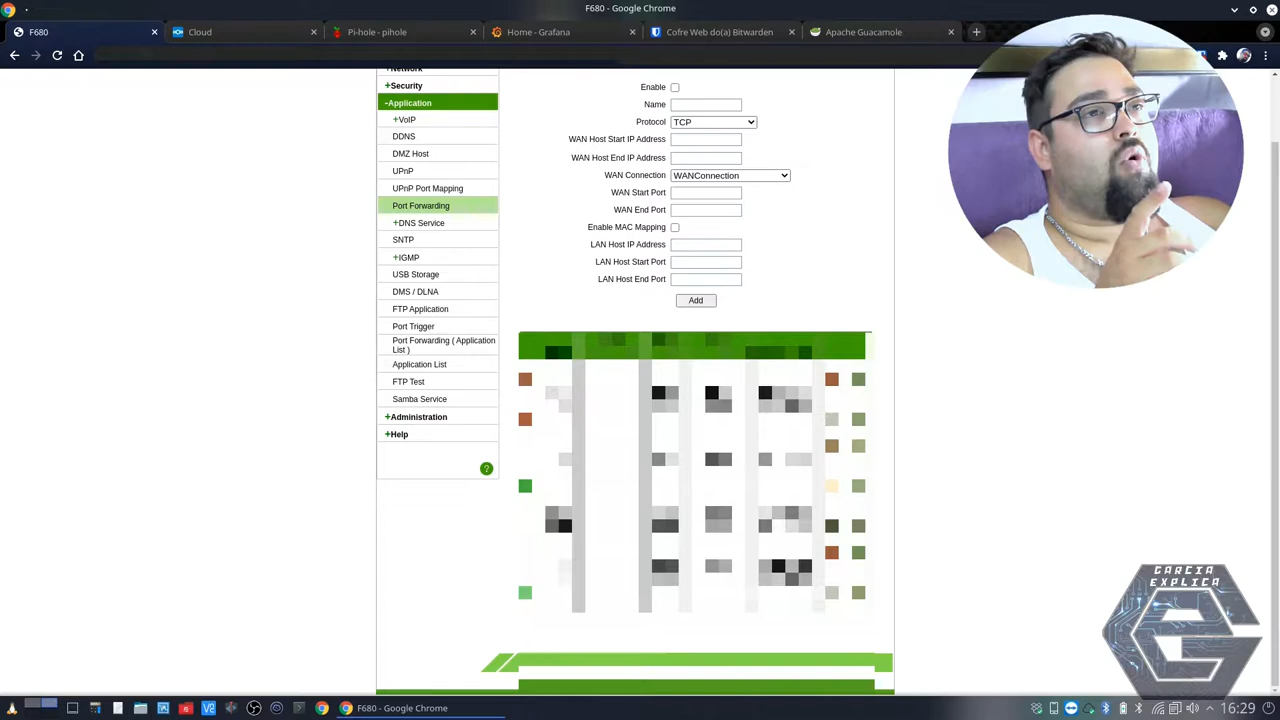 F680 - Google Chrome
F680
Cloud
Pi-hole - pihole
Home - Grafana
Cofre Web do(a) Bitwarden
Apache Guacamole
+Security
-Application
+VoIP
DDNS
DMZ Host
UPnP
UPnP Port Mapping
Port Forwarding
+DNS Service
SNTP
+IGMP
USB Storage
DMS / DLNA
FTP Application
Port Trigger
Port Forwarding ( Application
List )
Application List
FTP Test
Samba Service
+Administration
+Help
?
Enable
Name
Protocol TCP
WAN Host Start IP Address
WAN Host End IP Address
WAN Connection WANConnection
WAN Start Port
WAN End Port
Enable MAC Mapping
LAN Host IP Address
LAN Host Start Port
LAN Host End Port
Add
GARCIA
EXPLICA
F680 - Google Chrome
16:29